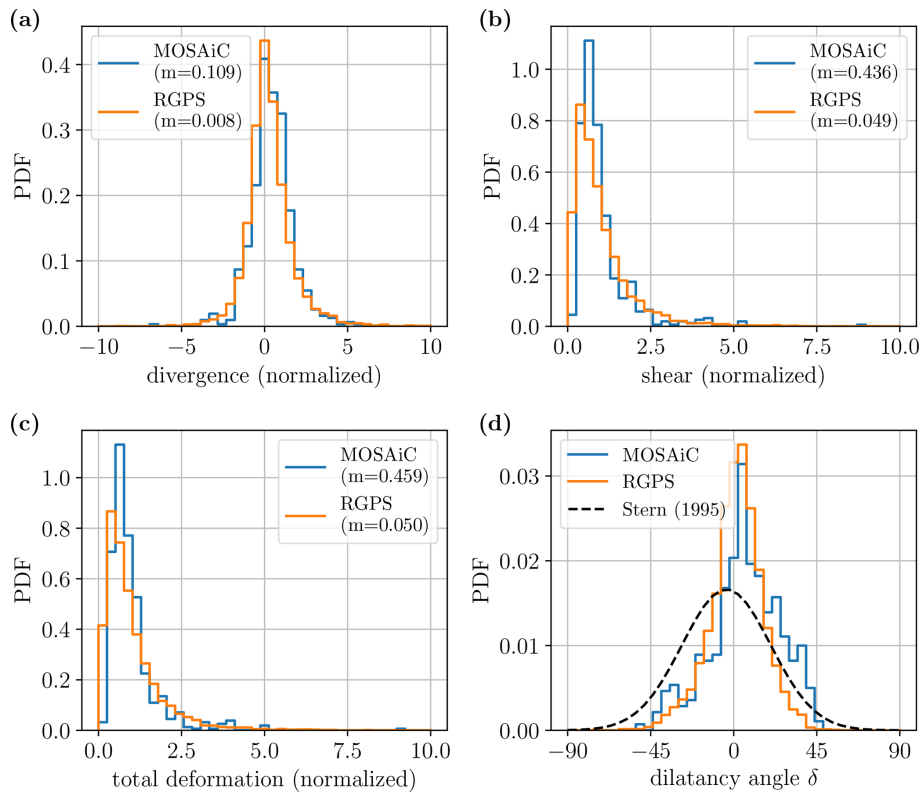 (a)
MOSAiC
(m=0.109)
RGPS
(m=0.008)
PDF
0.4
0.3
0.2
0.1
0.0
−10
−5
0
5
10
divergence (normalized)
(b)
MOSAiC
(m=0.436)
RGPS
(m=0.049)
PDF
1.0
0.8
0.6
0.4
0.2
0.0
0.0
2.5
5.0
7.5
10.0
shear (normalized)
(c)
MOSAiC
(m=0.459)
RGPS
(m=0.050)
PDF
1.0
0.8
0.6
0.4
0.2
0.0
0.0
2.5
5.0
7.5
10.0
total deformation (normalized)
(d)
MOSAiC
RGPS
Stern (1995)
PDF
0.03
0.02
0.01
0.00
−90
−45
0
45
90
dilatancy angle δ